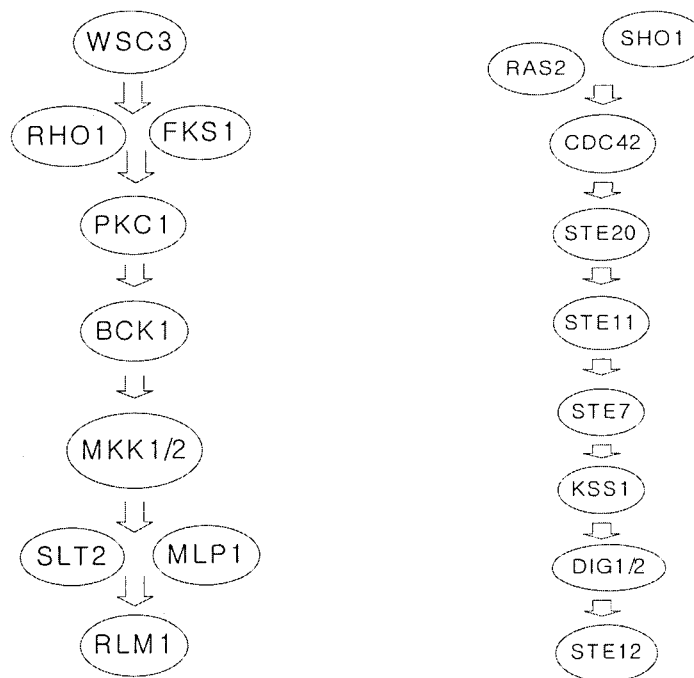 WSC3
RHO1
FKS1
PKC1
BCK1
MKK1/2
SLT2
MLP1
RLM1
SHO1
RAS2
CDC42
STE20
STE11
STE7
KSS1
DIG1/2
STE12